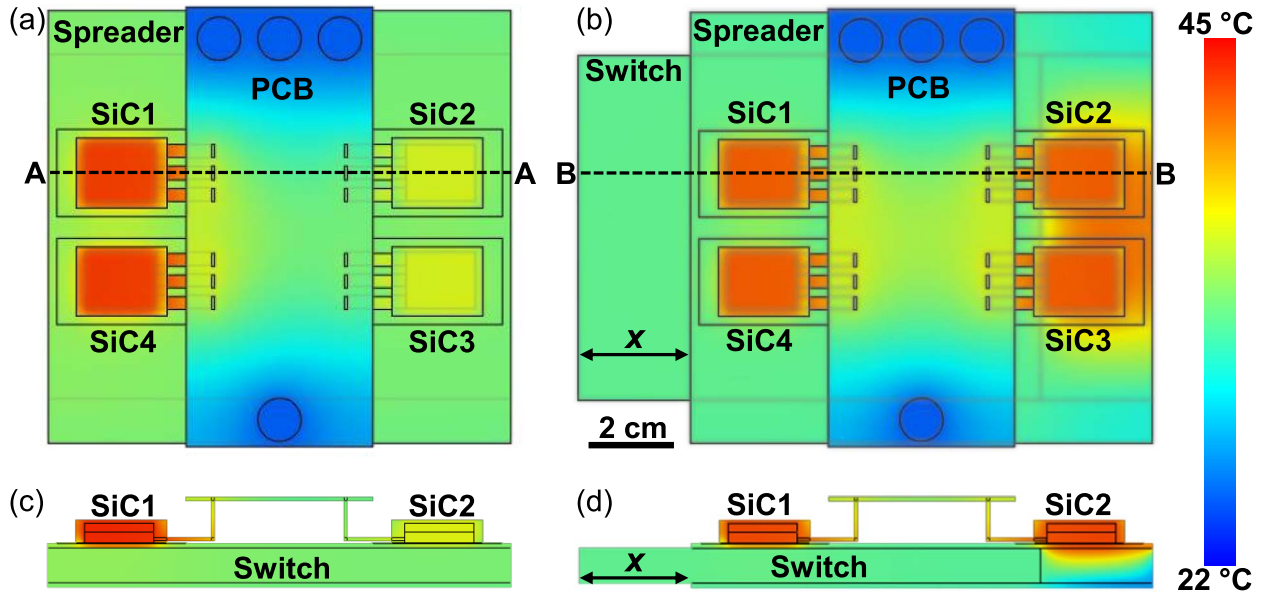 (a)
Spreader
PCB
SiC1
SiC2
A
A
SiC4
SiC3
(b)
Spreader
Switch
PCB
SiC1
SiC2
B
B
SiC4
SiC3
x
2 cm
45 °C
22 °C
(c)
SiC1
SiC2
Switch
(d)
SiC1
SiC2
x
Switch